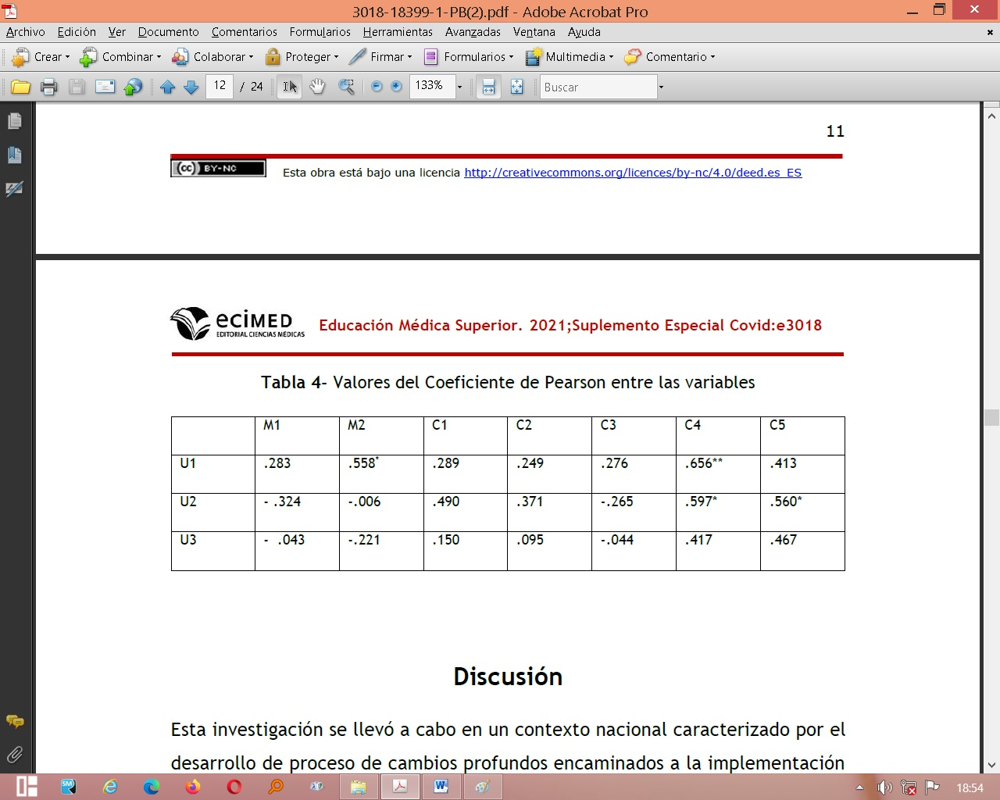 3018-18399-1-PB(2).pdf - Adobe Acrobat Pro
Archivo Edición Ver Documento Comentarios Formularios Herramientas Avanzadas Ventana Ayuda
Crear Combinar Colaborar Proteger Firmar Formularios Multimedia Comentario
12 / 24 133% Buscar
11
(cc) BY-NC Esta obra está bajo una licencia http://creativecommons.org/licences/by-nc/4.0/deed.es_ES
eciMED
EDITORIAL CIENCIAS MÉDICAS
Educación Médica Superior. 2021;Suplemento Especial Covid:e3018
Tabla 4- Valores del Coeficiente de Pearson entre las variables
M1 M2 C1 C2 C3 C4 C5
U1 .283 .558* .289 .249 .276 .656** .413
U2 - .324 -.006 .490 .371 -.265 .597* .560*
U3 - .043 -.221 .150 .095 -.044 .417 .467
Discusión
Esta investigación se llevó a cabo en un contexto nacional caracterizado por el
desarrollo de proceso de cambios profundos encaminados a la implementación
SM
18:54